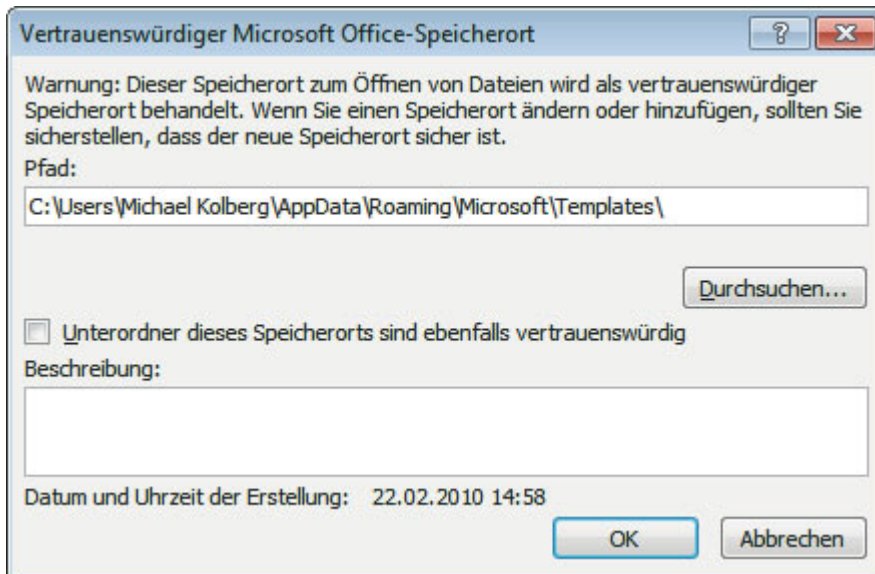 Vertrauenswürdiger Microsoft Office-Speicherort
Warnung: Dieser Speicherort zum Öffnen von Dateien wird als vertrauenswürdiger
Speicherort behandelt. Wenn Sie einen Speicherort ändern oder hinzufügen, sollten Sie
sicherstellen, dass der neue Speicherort sicher ist.
Pfad:
C:\Users\Michael Kolberg\AppData\Roaming\Microsoft\Templates\
Durchsuchen...
Unterordner dieses Speicherorts sind ebenfalls vertrauenswürdig
Beschreibung:
Datum und Uhrzeit der Erstellung: 22.02.2010 14:58
OK Abbrechen